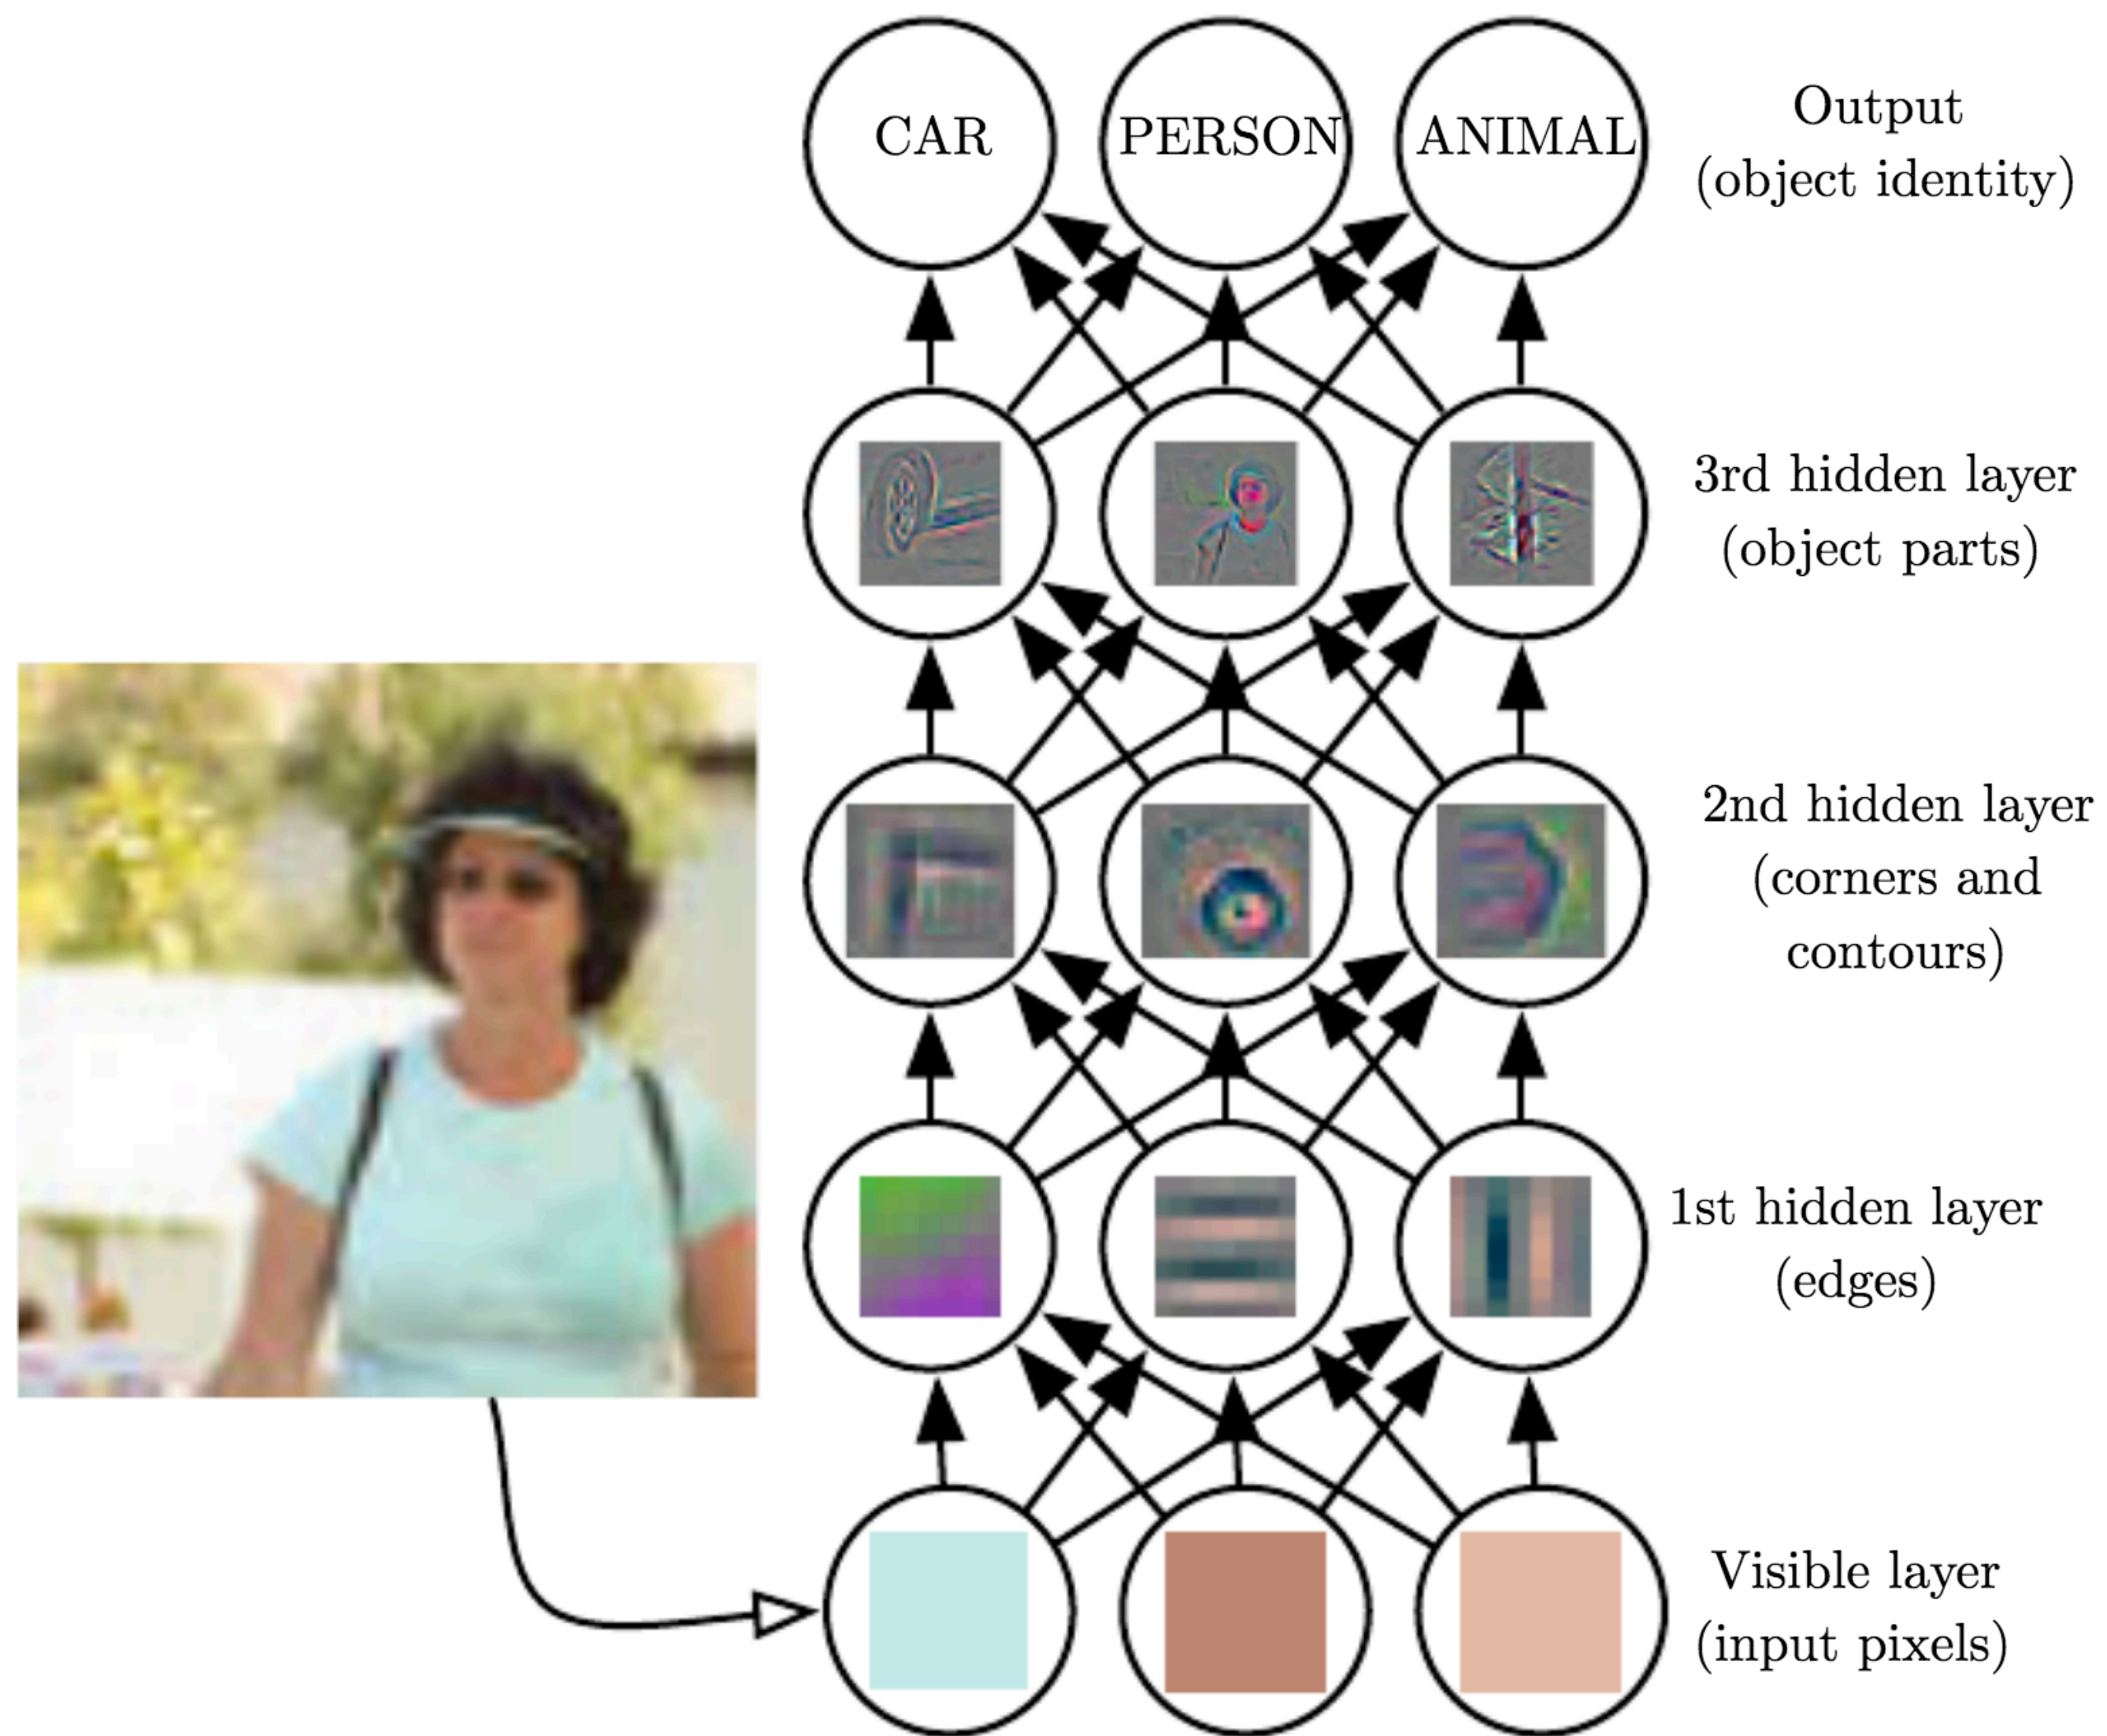 CAR PERSON ANIMAL
Output
(object identity)
3rd hidden layer
(object parts)
2nd hidden layer
(corners and
contours)
1st hidden layer
(edges)
Visible layer
(input pixels)